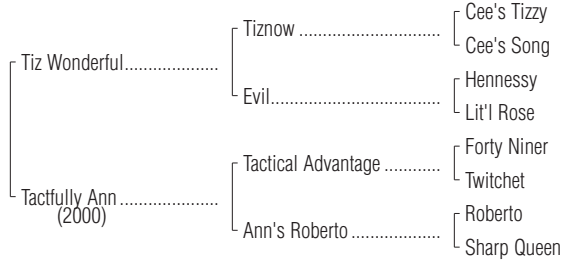 Cee's Tizzy
Tiznow ........................
Cee's Song
Tiz Wonderful....................
Hennessy
Evil....................................
Lit'l Rose
Forty Niner
Tactical Advantage ............
Twitchet
Tactfully Ann .....................
(2000)
Roberto
Ann's Roberto ...................
Sharp Queen